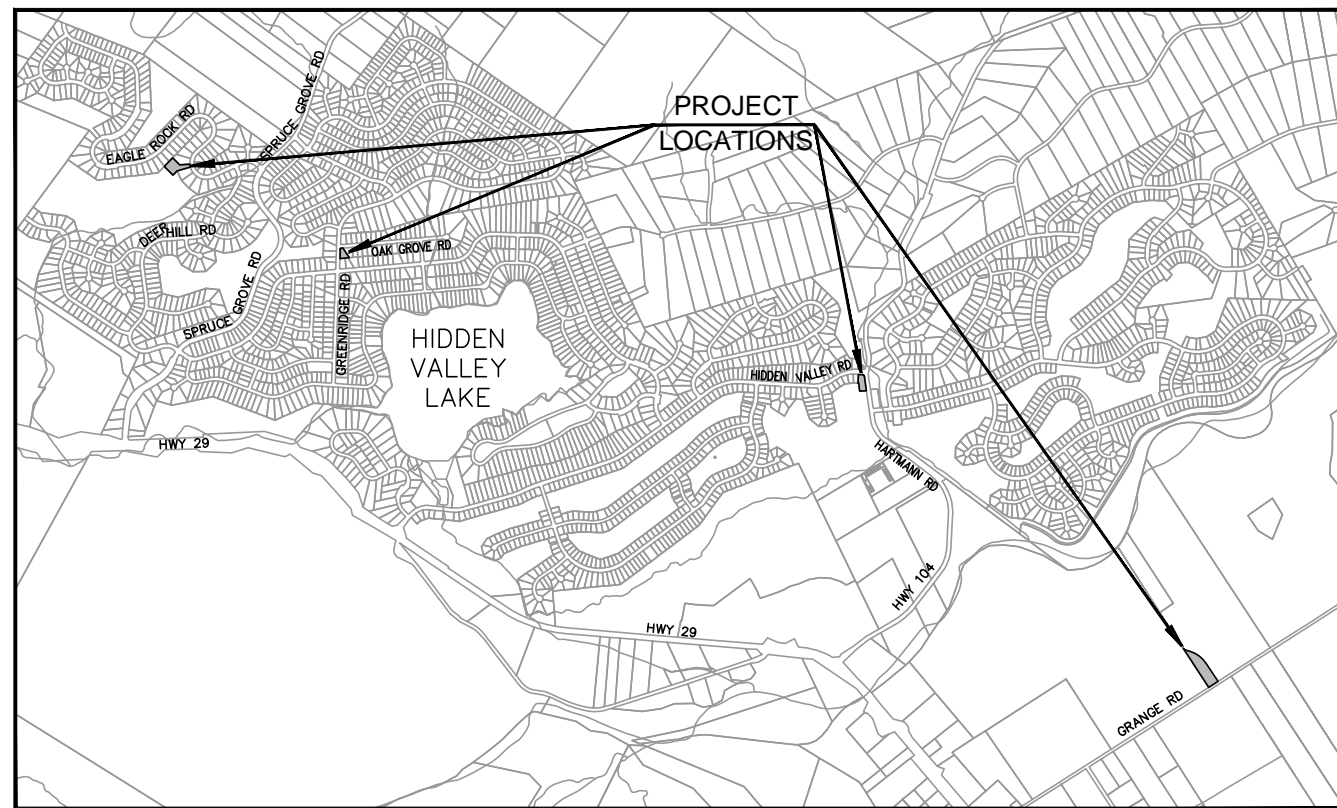 PROJECT
LOCATIONS
SPRUCE GROVE RD
EAGLE ROCK RD
DEER HILL RD
OAK GROVE RD
SPRUCE GROVE RD
GREENRIDGE RD
HIDDEN
VALLEY
LAKE
HIDDEN VALLEY RD
HWY 29
HARTMANN RD
HWY 104
HWY 29
GRANGE RD